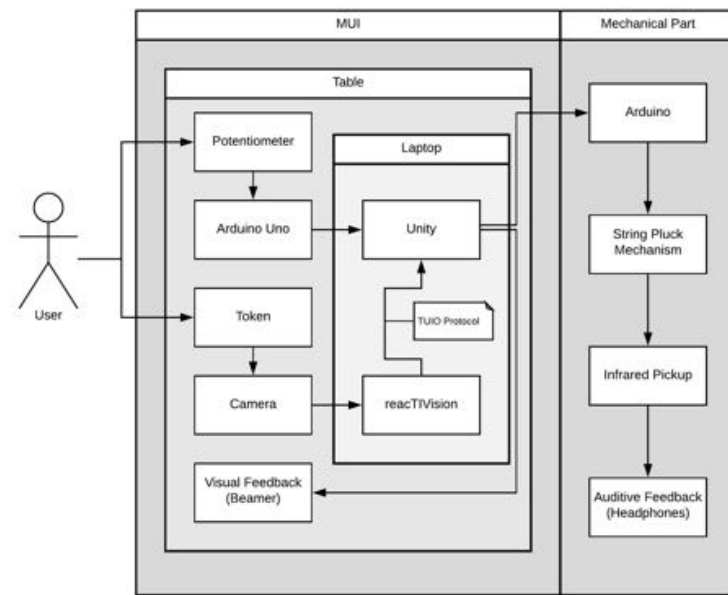 MUI
Mechanical Part
Table
Potentiometer
Laptop
Arduino
Arduino Uno
Unity
String Pluck
Mechanism
User
Token
TUIO Protocol
Infrared Pickup
Camera
reacTIVision
Visual Feedback
(Beamer)
Auditive Feedback
(Headphones)